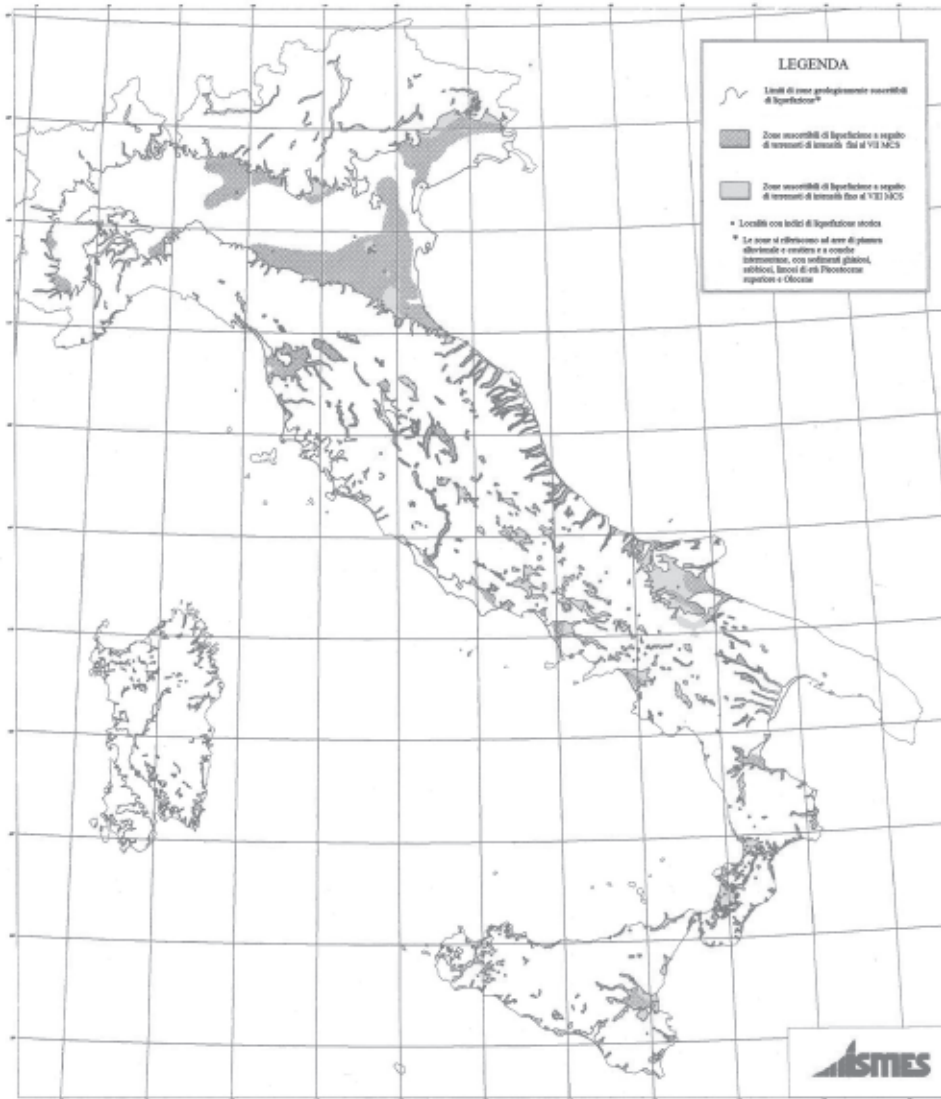 LEGENDA
Limiti di zone geologicamente suscettibili
di liquefazione*
Zone suscettibili di liquefazione a seguito
di terremoti di intensità fino al VII MCS
Zone suscettibili di liquefazione a seguito
di terremoti di intensità fino al VIII MCS
Località con indizi di liquefazione storica
* Le zone si riferiscono ad aree di pianura
alluvionale e costiera e a conche
intermontane, con sedimenti ghiaiosi,
sabbiosi, limosi di età Pleistocene
superiore e Olocene
ISMES